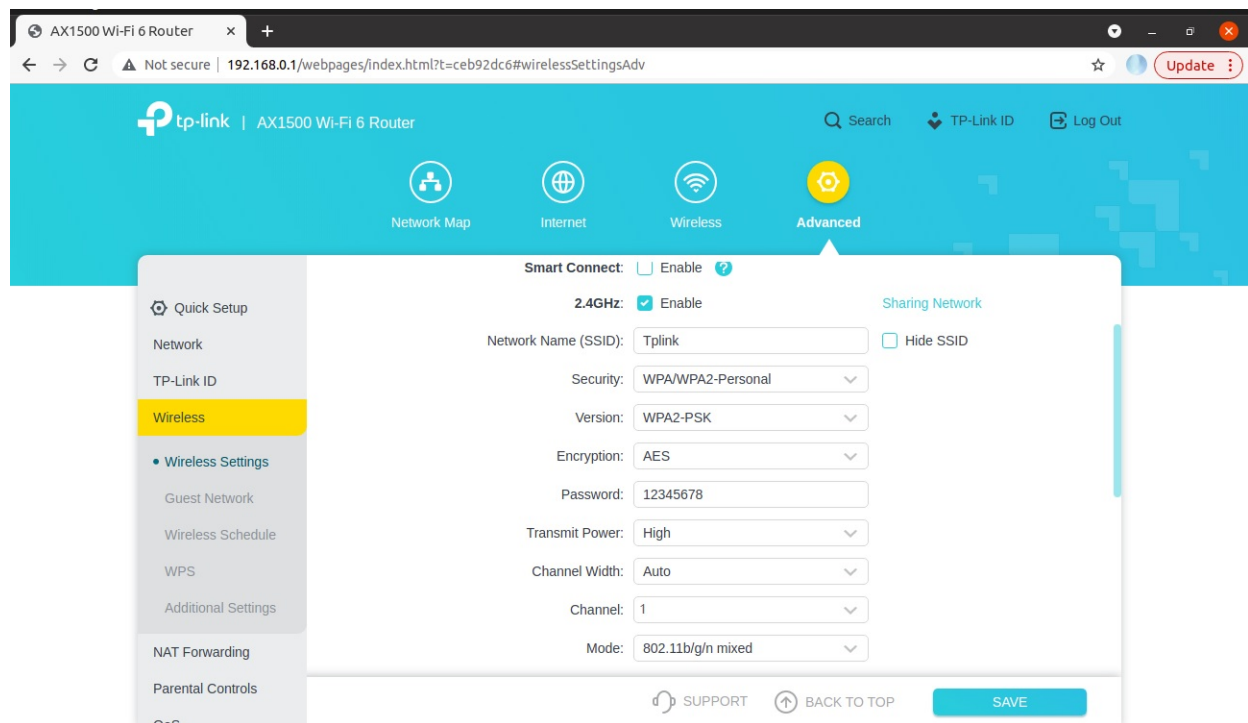 AX1500 Wi-Fi 6 Router
Not secure | 192.168.0.1/webpages/index.html?t=ceb92dc6#wirelessSettingsAdv
Update
tp-link | AX1500 Wi-Fi 6 Router
Search
TP-Link ID
Log Out
Network Map
Internet
Wireless
Advanced
Quick Setup
Network
TP-Link ID
Wireless
Wireless Settings
Guest Network
Wireless Schedule
WPS
Additional Settings
NAT Forwarding
Parental Controls
QoS
Smart Connect: Enable ?
2.4GHz: Enable Sharing Network
Network Name (SSID): Tplink Hide SSID
Security: WPA/WPA2-Personal
Version: WPA2-PSK
Encryption: AES
Password: 12345678
Transmit Power: High
Channel Width: Auto
Channel: 1
Mode: 802.11b/g/n mixed
SUPPORT
BACK TO TOP
SAVE